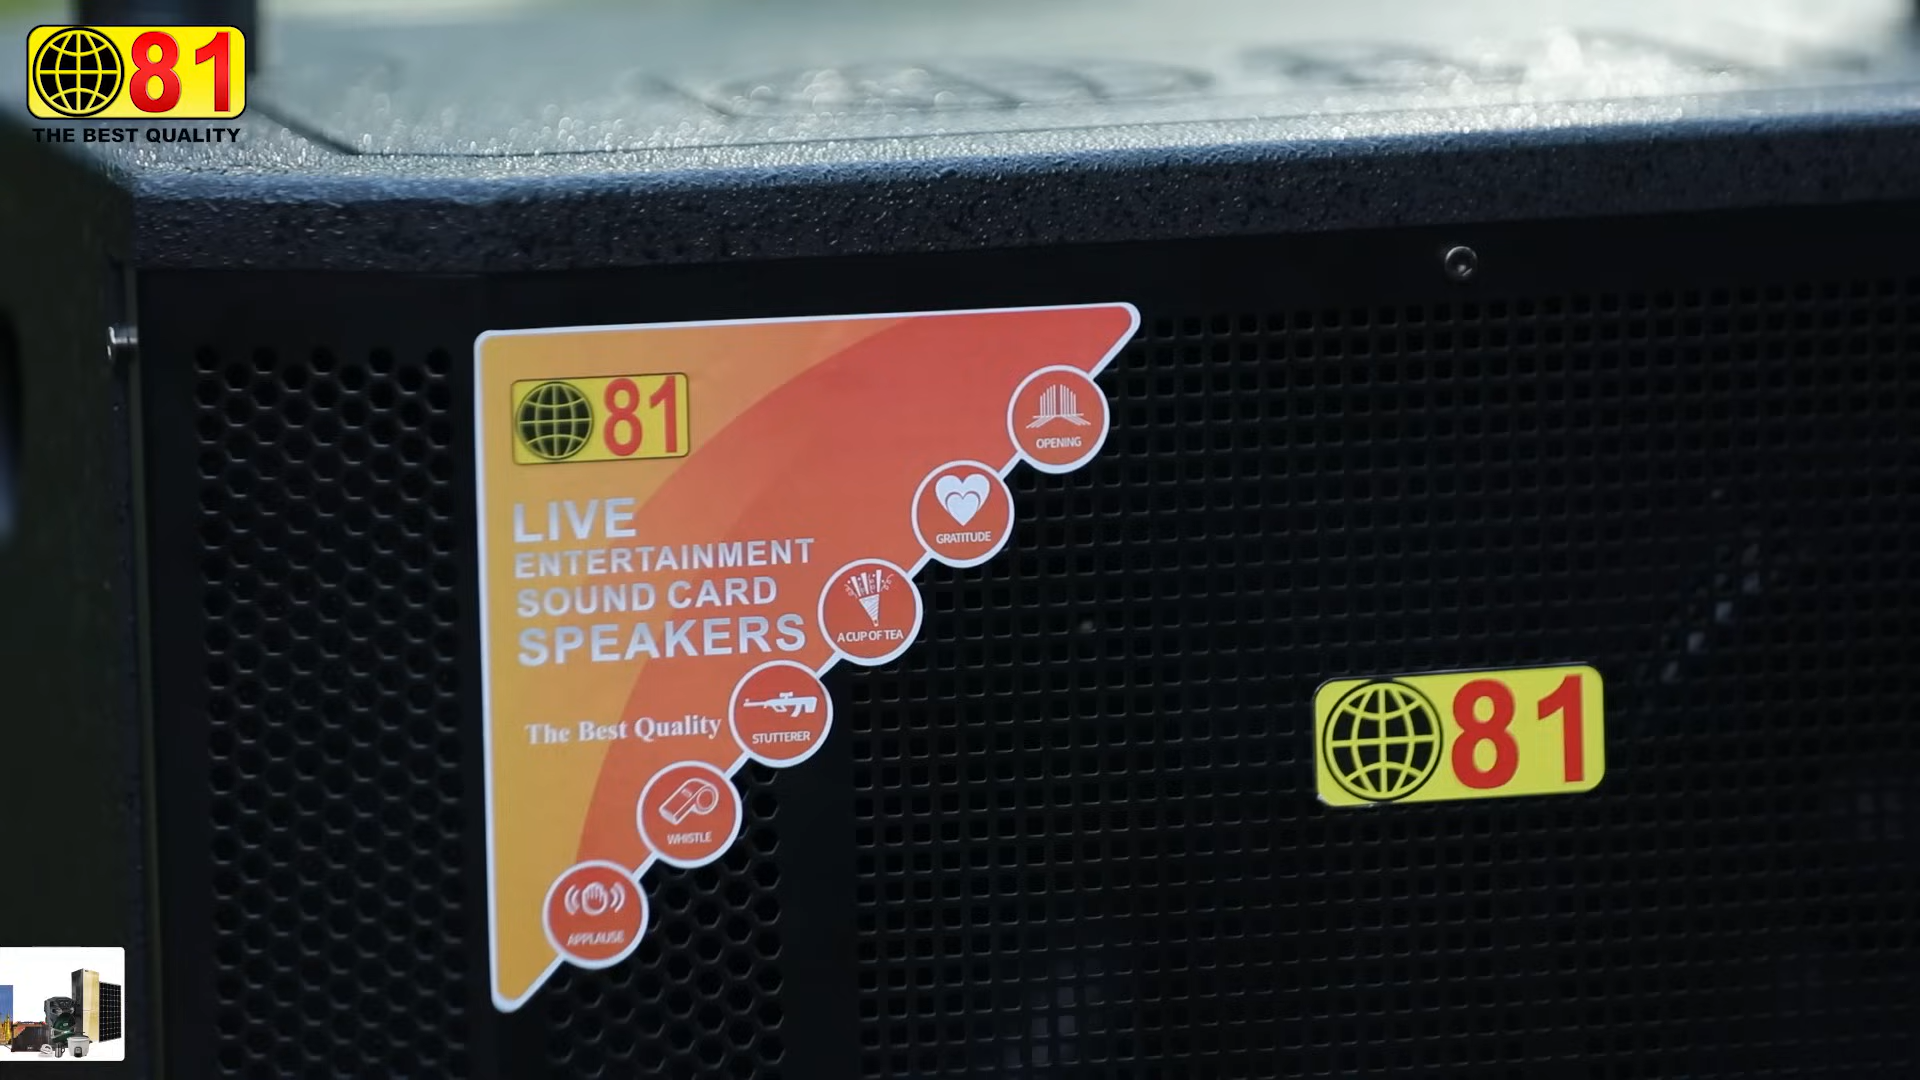 81
THE BEST QUALITY
81
LIVE
ENTERTAINMENT
SOUND CARD
SPEAKERS
The Best Quality
OPENING
GRATITUDE
A CUP OF TEA
STUTTERER
WHISTLE
APPLAUSE
81